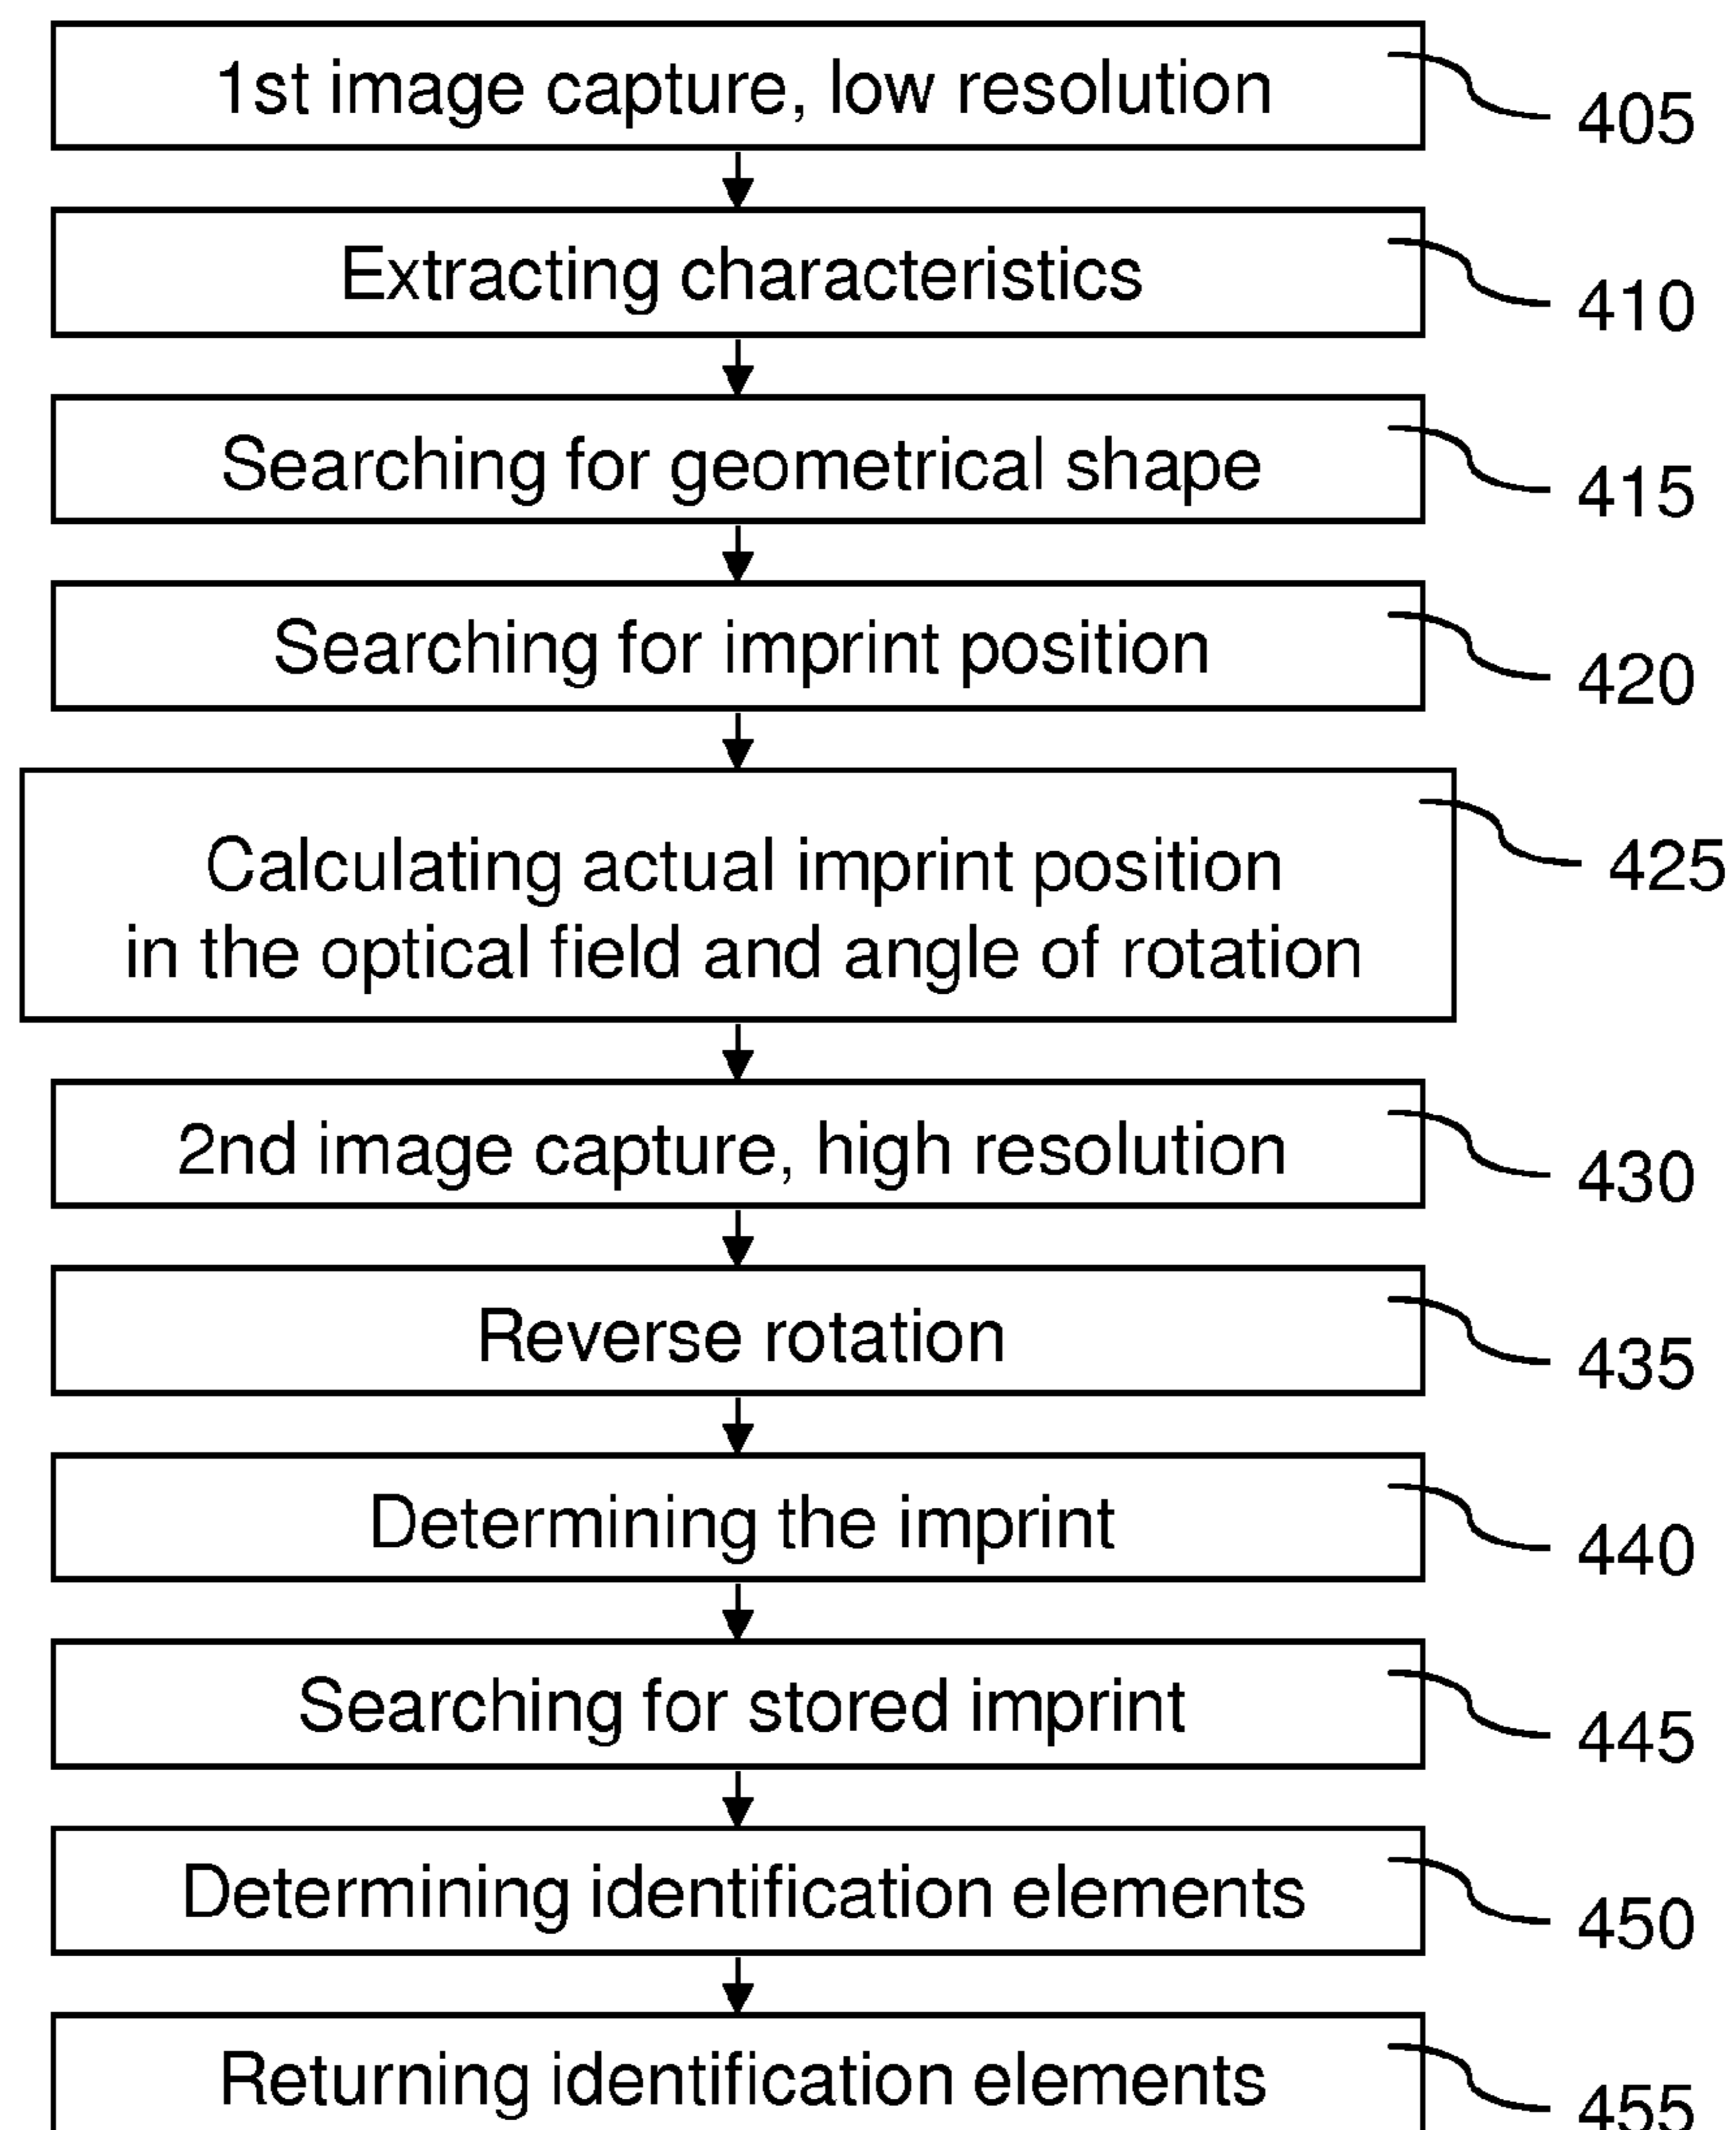 1st image capture, low resolution
405
Extracting characteristics
410
Searching for geometrical shape
415
Searching for imprint position
420
Calculating actual imprint position
in the optical field and angle of rotation
425
2nd image capture, high resolution
430
Reverse rotation
435
Determining the imprint
440
Searching for stored imprint
445
Determining identification elements
450
Returning identification elements
455